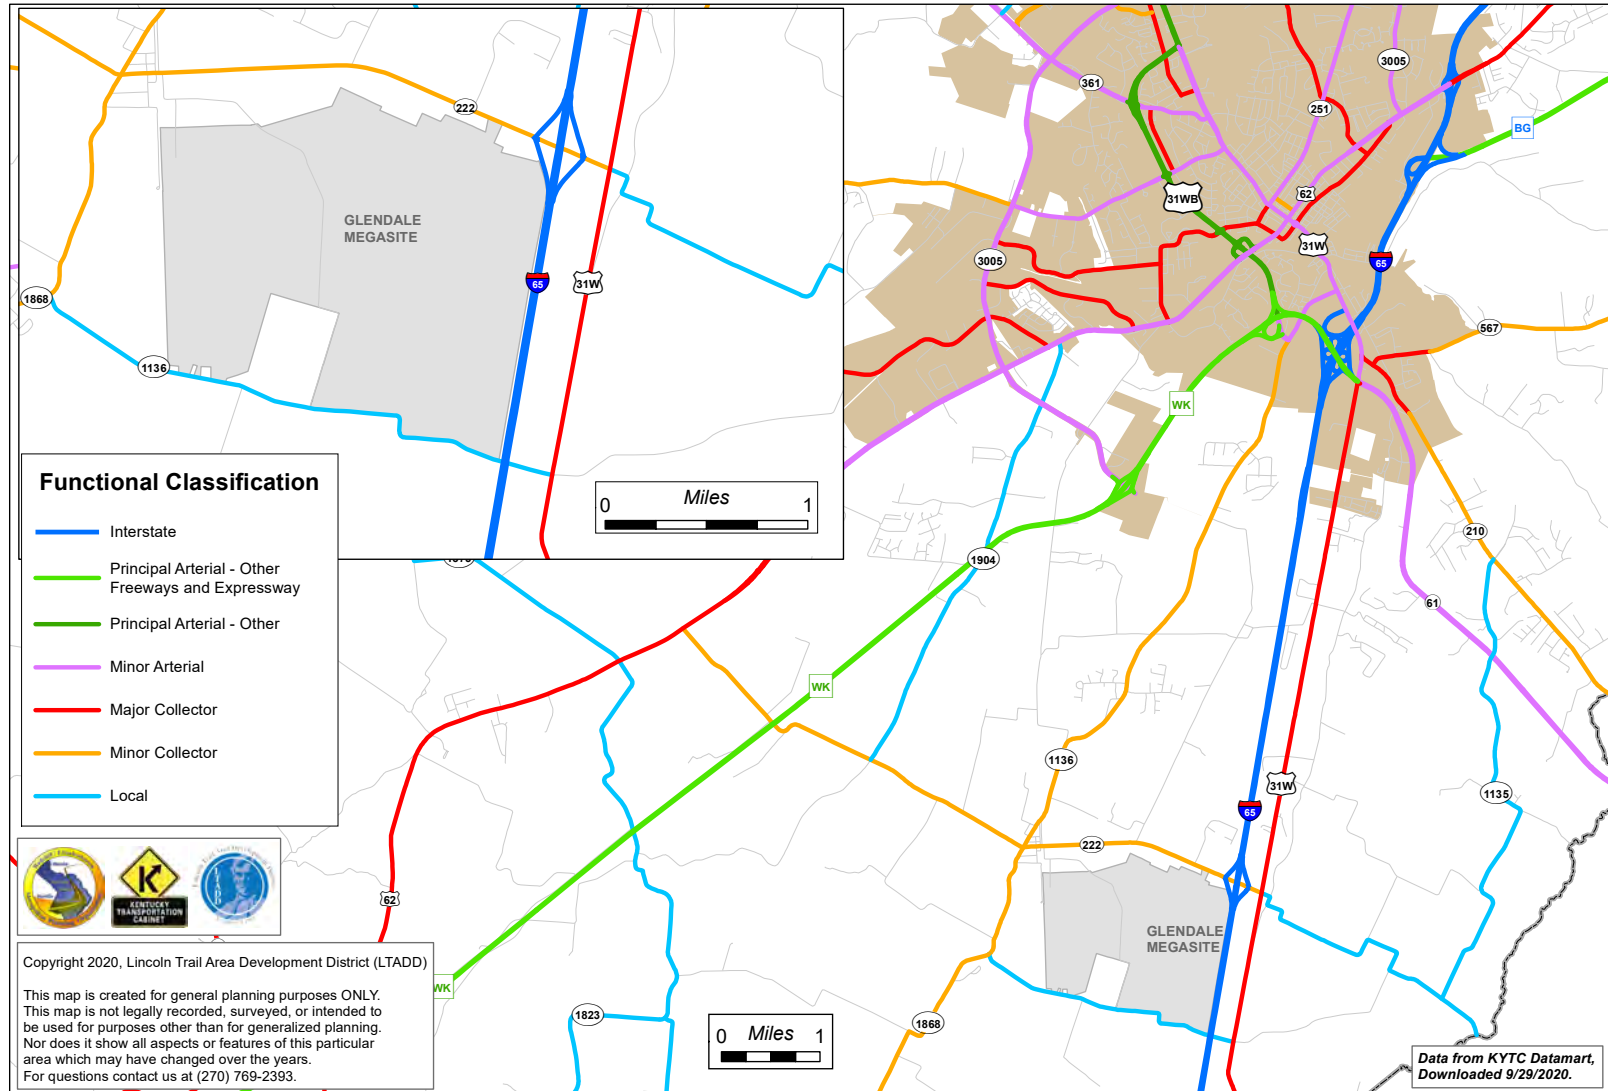 222
GLENDALE
MEGASITE
65
31W
1868
1136
0 Miles 1
Functional Classification
Interstate
Principal Arterial - Other
Freeways and Expressway
Principal Arterial - Other
Minor Arterial
Major Collector
Minor Collector
Local
361
3005
251
BG
31WB
62
31W
3005
65
567
WK
1904
210
61
WK
1136
31W
65
1135
222
62
GLENDALE
MEGASITE
WK
1823
1868
0 Miles 1
KENTUCKY
TRANSPORTATION
CABINET
Copyright 2020, Lincoln Trail Area Development District (LTADD)
This map is created for general planning purposes ONLY.
This map is not legally recorded, surveyed, or intended to
be used for purposes other than for generalized planning.
Nor does it show all aspects or features of this particular
area which may have changed over the years.
For questions contact us at (270) 769-2393.
Data from KYTC Datamart,
Downloaded 9/29/2020.